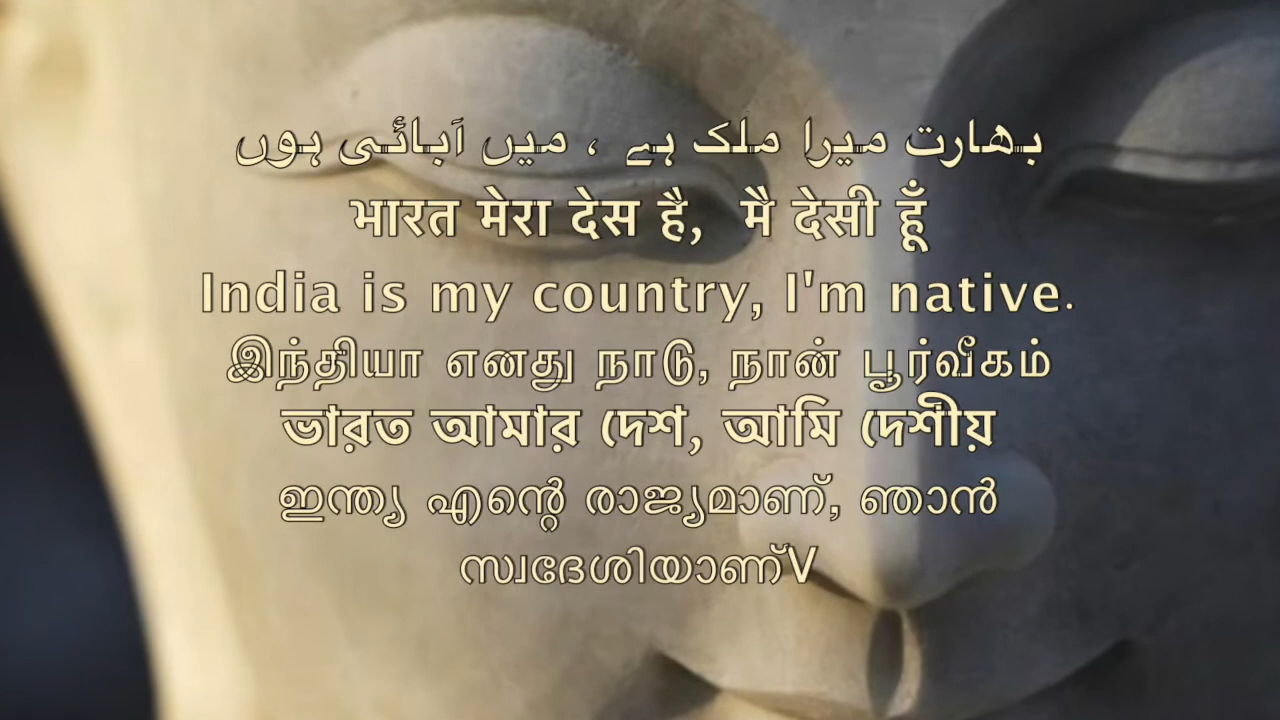 بھارت میرا ملک ہے ، میں آبائی ہوں
भारत मेरा देस है, मै देसी हूँ
India is my country, I'm native.
இந்தியா எனது நாடு, நான் பூர்வீகம்
ভারত আমার দেশ, আমি দেশীয়
ഇന്ത്യ എന്റെ രാജ്യമാണ്, ഞാൻ
സ്വദേശിയാണ്V